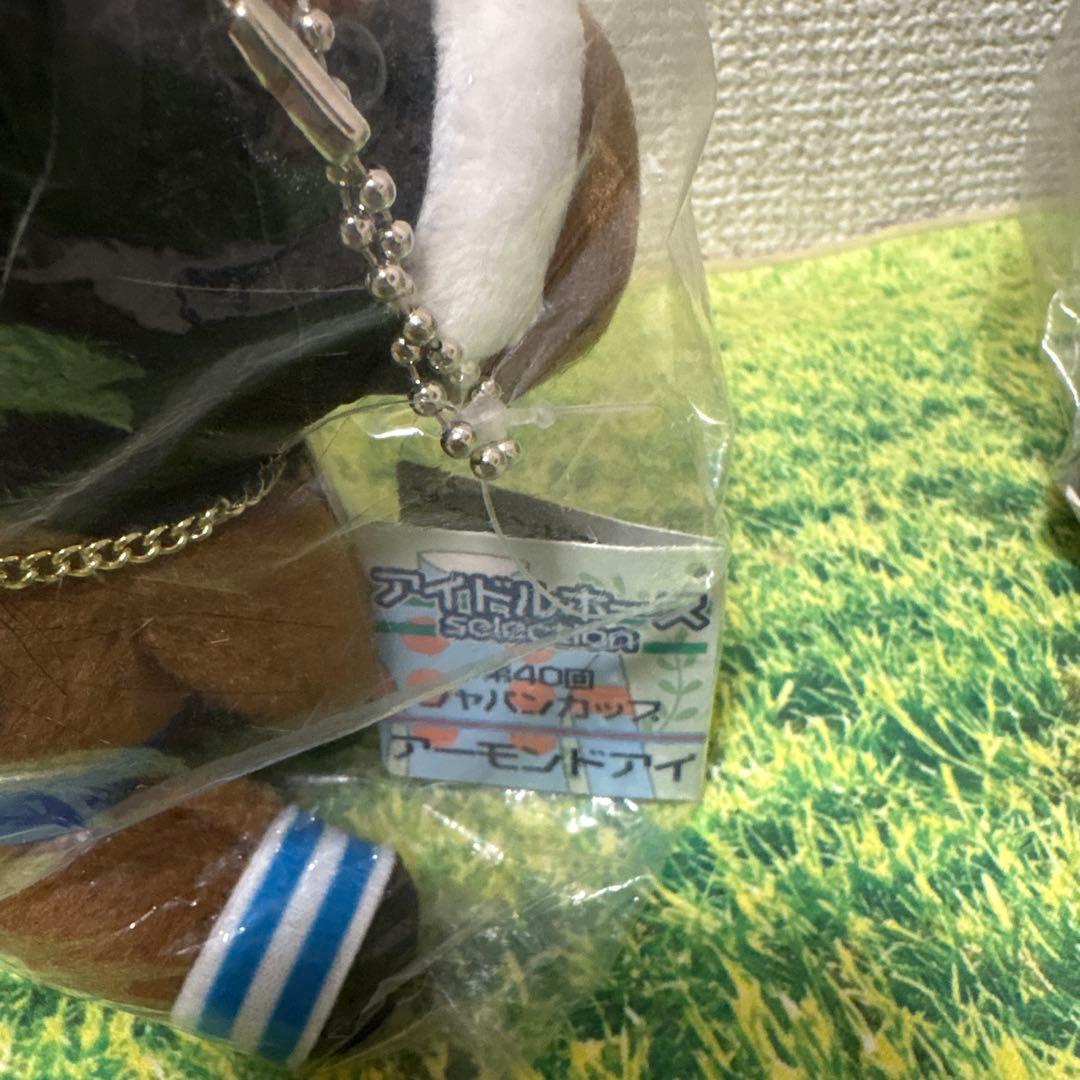 アイドルホース
selection
第40回
ジャパンカップ
アーモンドアイ